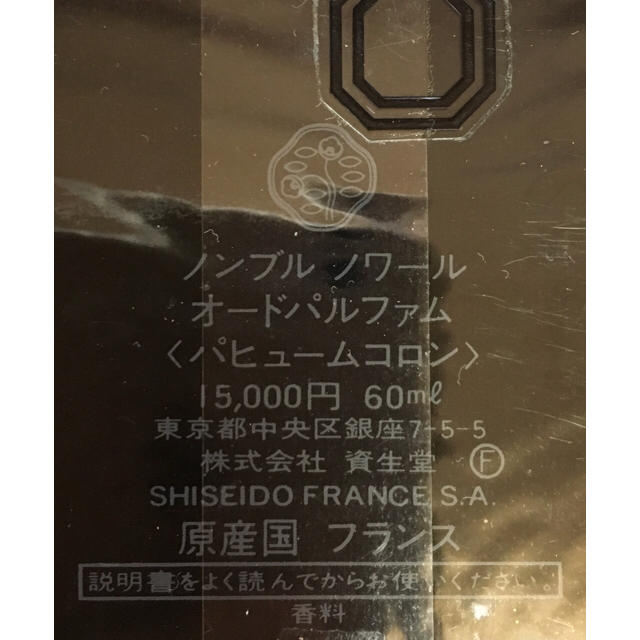 ノンブル ノワール
オードパルファム
〈パヒュームコロン〉
15,000円 60ml
東京都中央区銀座7-5-5
株式会社 資生堂 Ⓕ
SHISEIDO FRANCE S.A.
原産国 フランス
説明書をよく読んでからお使いください。
香料